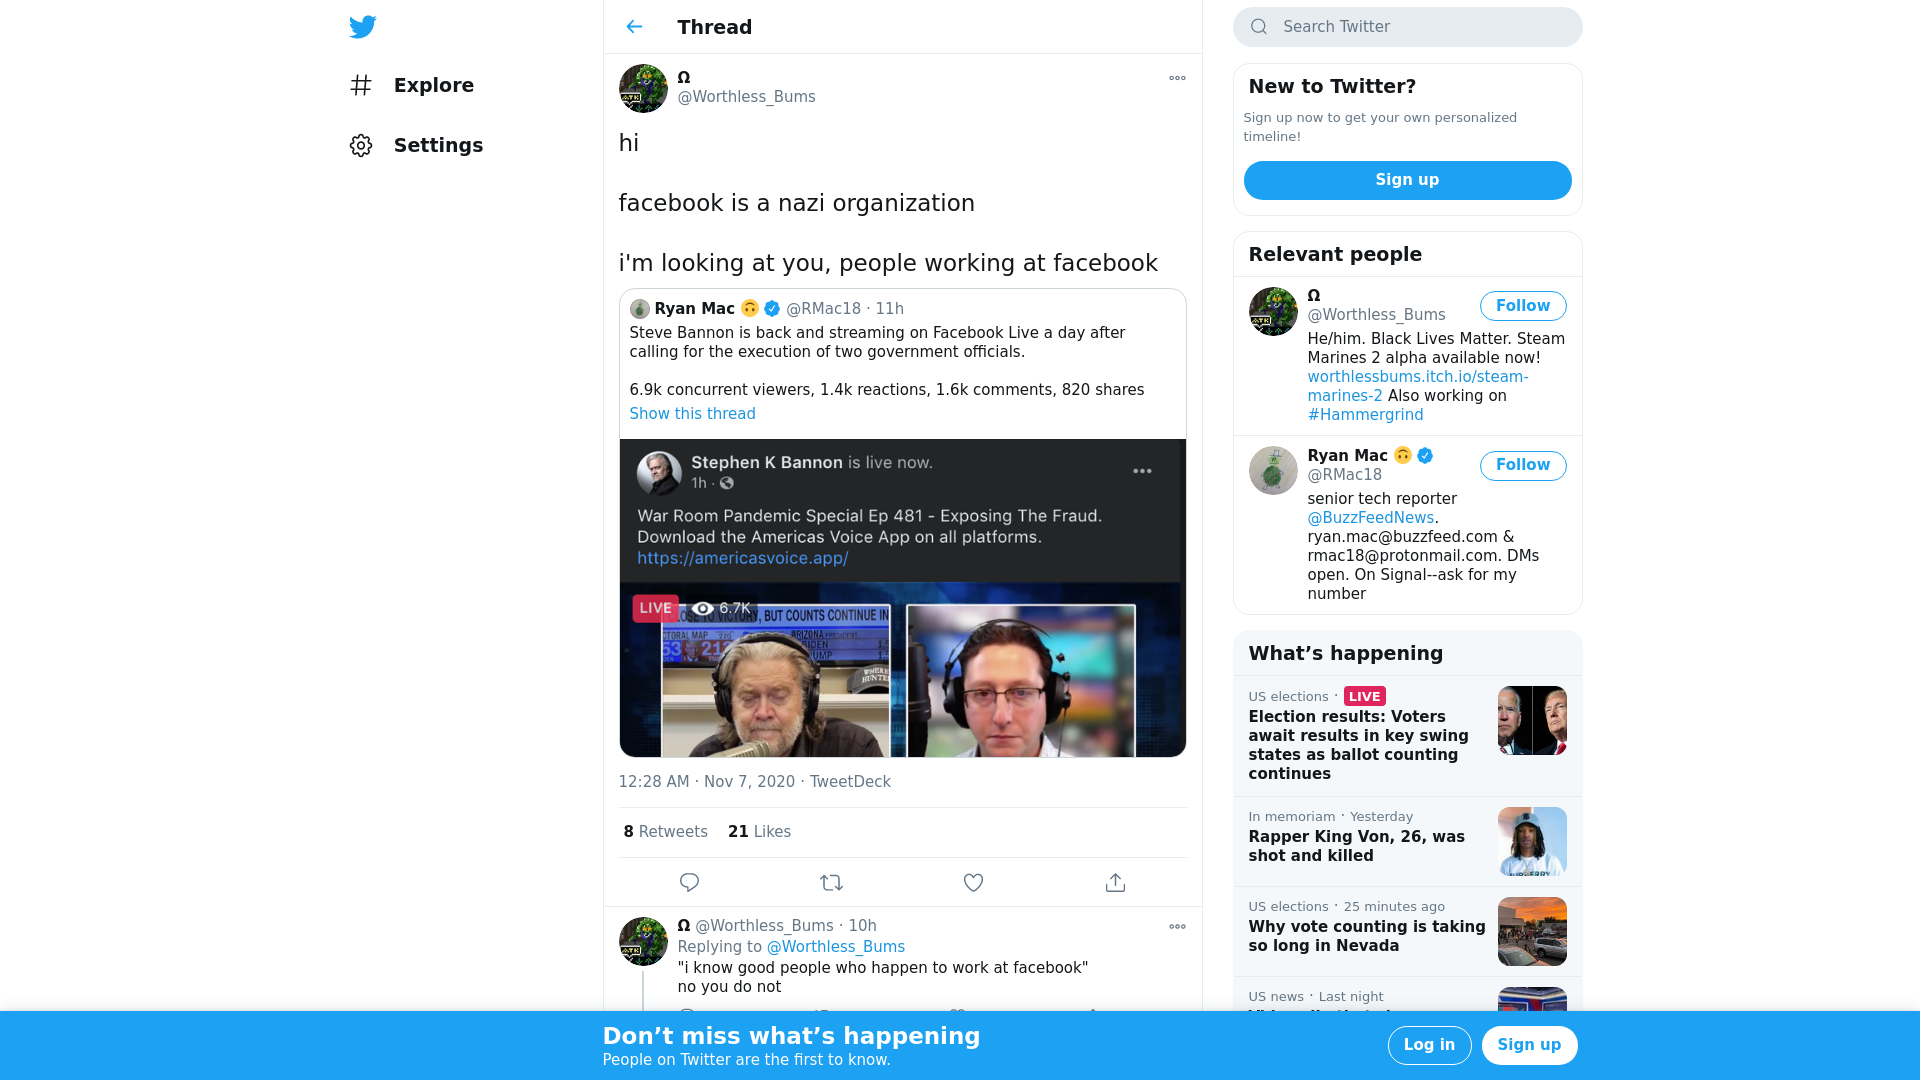 Thread
Search Twitter
Explore
Settings
Ω
@Worthless_Bums
hi
facebook is a nazi organization
i'm looking at you, people working at facebook
Ryan Mac 🙃 @RMac18 · 11h
Steve Bannon is back and streaming on Facebook Live a day after
calling for the execution of two government officials.
6.9k concurrent viewers, 1.4k reactions, 1.6k comments, 820 shares
Show this thread
Stephen K Bannon is live now.
1h ·
War Room Pandemic Special Ep 481 - Exposing The Fraud.
Download the Americas Voice App on all platforms.
https://americasvoice.app/
LIVE 6.7K
CLOSE TO VICTORY, BUT COUNTS CONTINUE IN
ARIZONA
12:28 AM · Nov 7, 2020 · TweetDeck
8 Retweets 21 Likes
Ω @Worthless_Bums · 10h
Replying to @Worthless_Bums
"i know good people who happen to work at facebook"
no you do not
New to Twitter?
Sign up now to get your own personalized
timeline!
Sign up
Relevant people
Ω
@Worthless_Bums
Follow
He/him. Black Lives Matter. Steam
Marines 2 alpha available now!
worthlessbums.itch.io/steam-
marines-2 Also working on
#Hammergrind
Ryan Mac 🙃
@RMac18
Follow
senior tech reporter
@BuzzFeedNews.
ryan.mac@buzzfeed.com &
rmac18@protonmail.com. DMs
open. On Signal--ask for my
number
What's happening
US elections · LIVE
Election results: Voters
await results in key swing
states as ballot counting
continues
In memoriam · Yesterday
Rapper King Von, 26, was
shot and killed
US elections · 25 minutes ago
Why vote counting is taking
so long in Nevada
US news · Last night
Don't miss what's happening
People on Twitter are the first to know.
Log in
Sign up